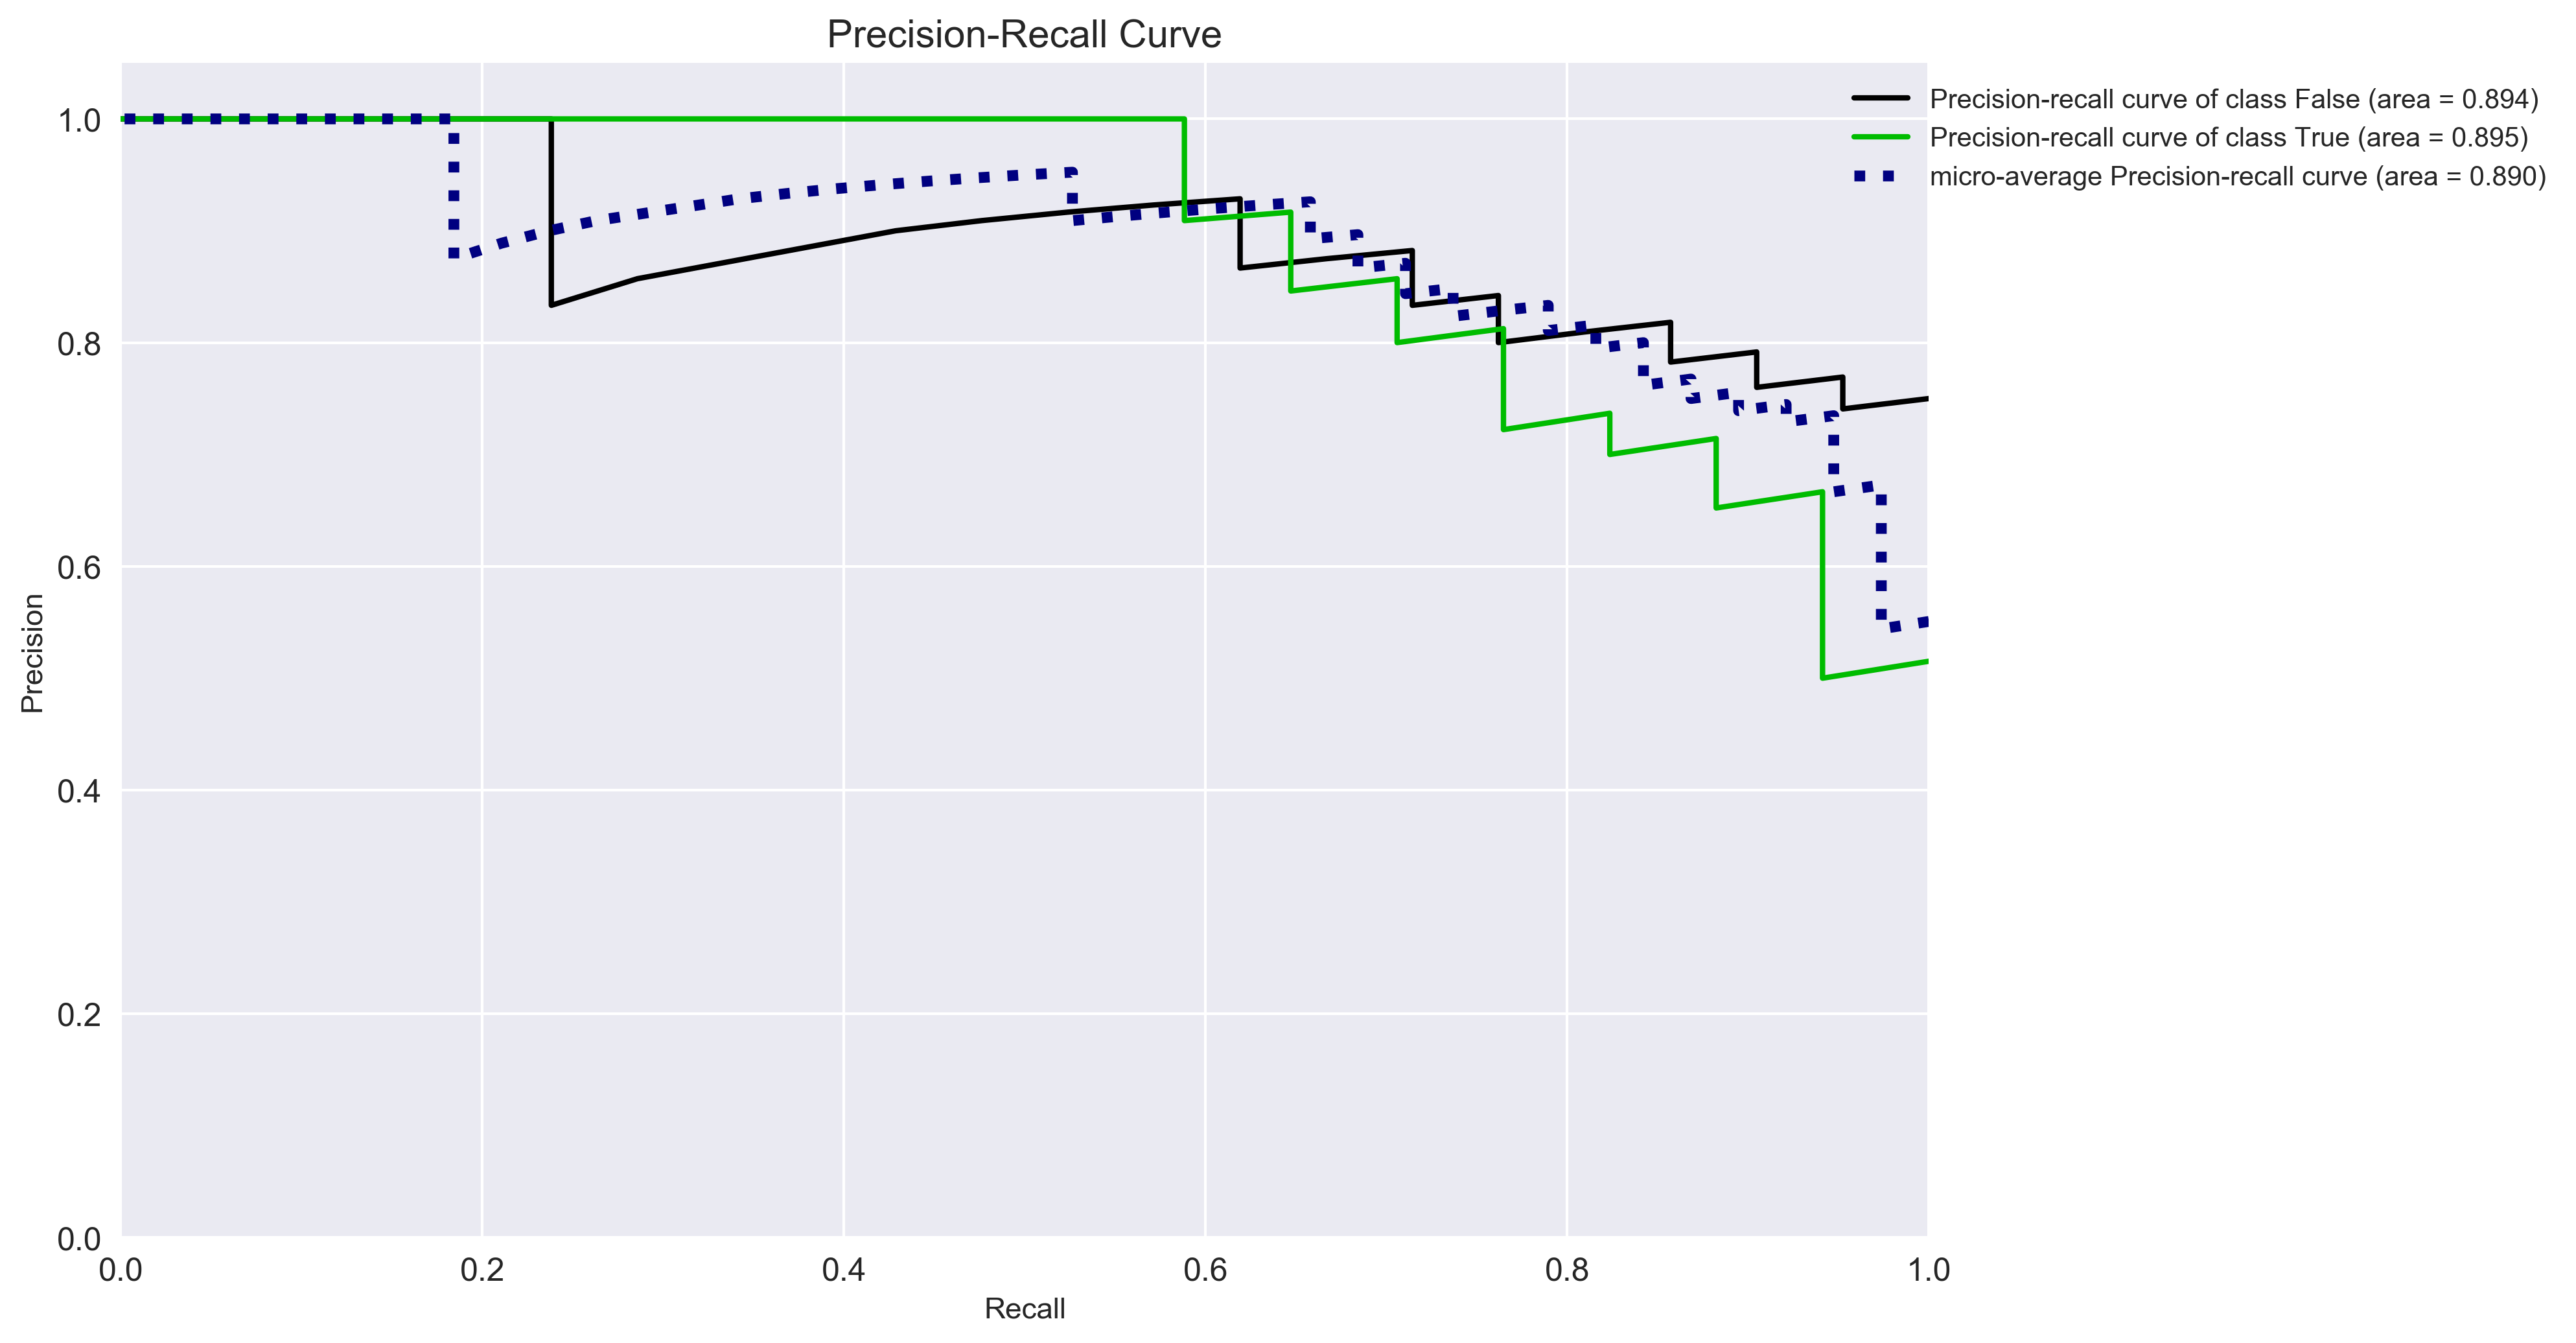 Precision-Recall Curve
Precision-recall curve of class False (area = 0.894)
Precision-recall curve of class True (area = 0.895)
micro-average Precision-recall curve (area = 0.890)
1.0
0.8
0.6
Precision
0.4
0.2
0.0
0.0 0.2 0.4 0.6 0.8 1.0
Recall